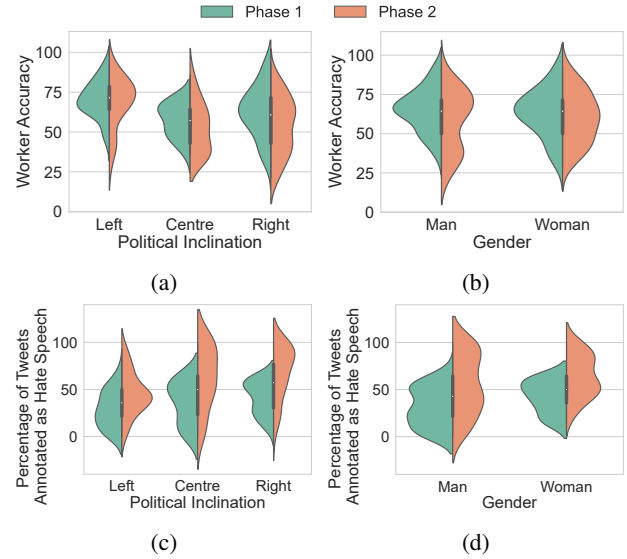 Phase 1 Phase 2
100
75
50
25
0
Worker Accuracy
Left Centre Right
Political Inclination
(a)
100
75
50
25
0
Worker Accuracy
Man Woman
Gender
(b)
100
50
0
Percentage of Tweets
Annotated as Hate Speech
Left Centre Right
Political Inclination
(c)
100
50
0
Percentage of Tweets
Annotated as Hate Speech
Man Woman
Gender
(d)